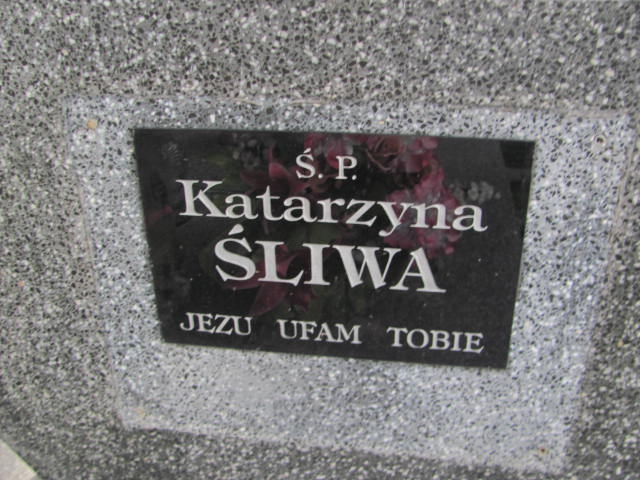 Ś. P.
Katarzyna
ŚLIWA
JEZU UFAM TOBIE